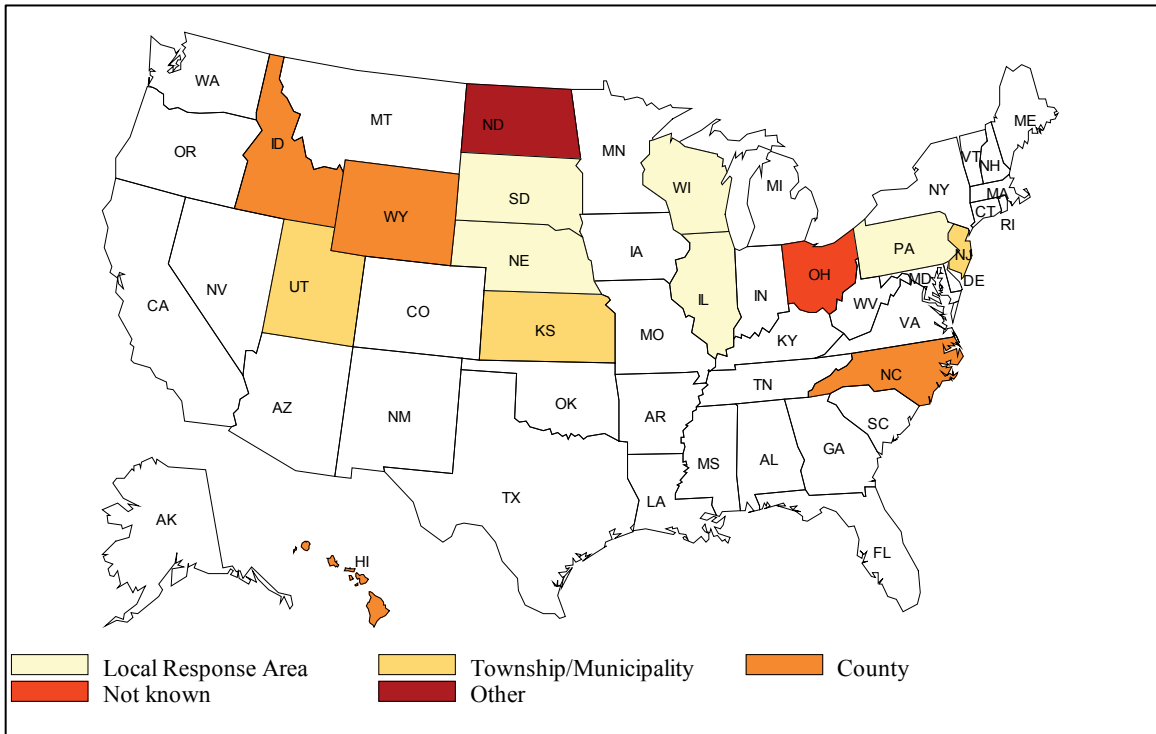 WA
MT
ND
MN
ME
OR
ID
VT
NH
WI
MI
NY
MA
SD
WY
CT
RI
IA
PA
NJ
NE
OH
NV
UT
IL
IN
MD
DE
CA
CO
WV
KS
MO
VA
KY
NC
TN
AZ
NM
OK
AR
SC
GA
MS
AL
TX
LA
AK
HI
FL
Local Response Area
Township/Municipality
County
Not known
Other